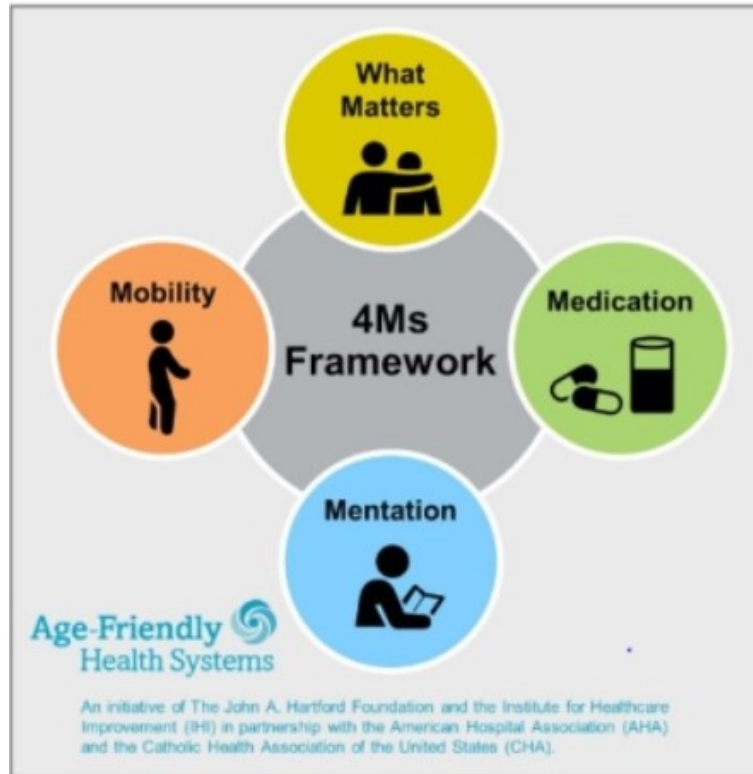 What
Matters
Mobility
4Ms
Framework
Medication
Mentation
Age-Friendly
Health Systems
An initiative of The John A. Hartford Foundation and the Institute for Healthcare
Improvement (IHI) in partnership with the American Hospital Association (AHA)
and the Catholic Health Association of the United States (CHA).